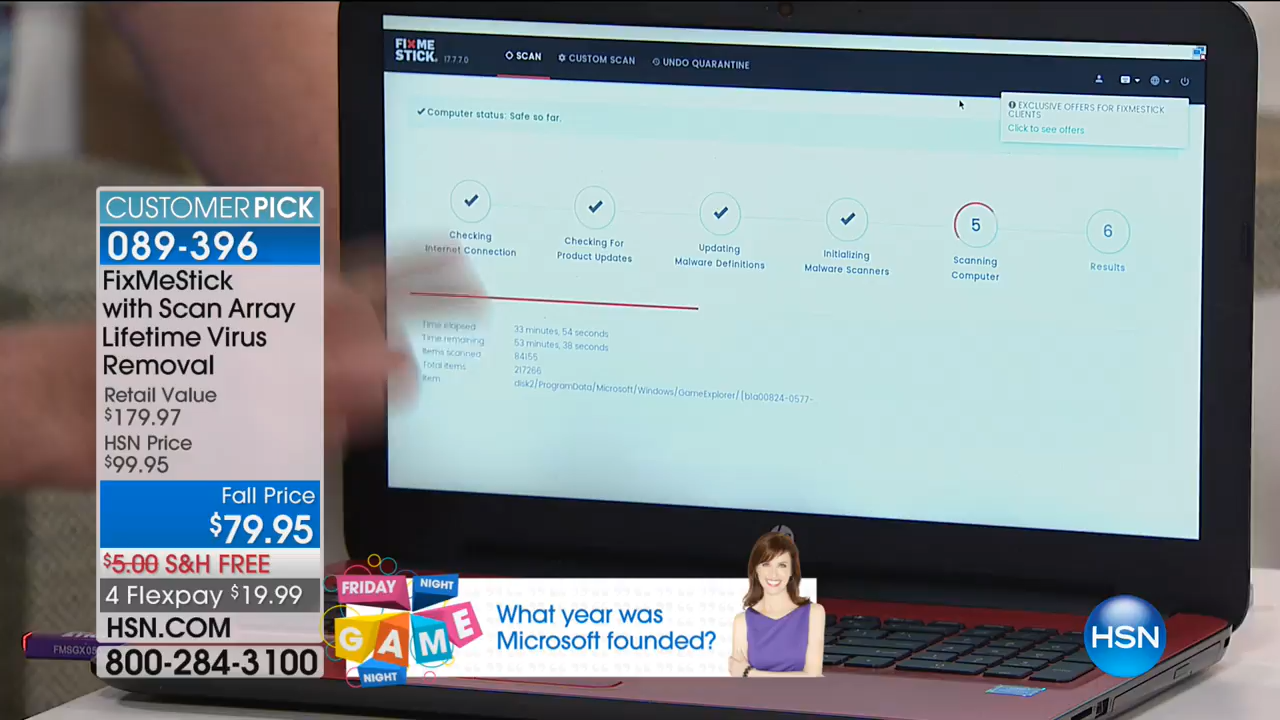 FIXME
STICK. 17.7.7.0
SCAN
CUSTOM SCAN
UNDO QUARANTINE
EXCLUSIVE OFFERS FOR FIXMESTICK
CLIENTS
Click to see offers
Computer status: Safe so far.
Checking
Internet Connection
Checking For
Product Updates
Updating
Malware Definitions
Initializing
Malware Scanners
5
Scanning
Computer
6
Results
Time elapsed 33 minutes, 54 seconds
Time remaining 53 minutes, 38 seconds
Items scanned 84155
Total items 217266
Item disk2/ProgramData/Microsoft/Windows/GameExplorer/{b1a00824-0577-
CUSTOMER PICK
089-396
FixMeStick
with Scan Array
Lifetime Virus
Removal
Retail Value
$179.97
HSN Price
$99.95
Fall Price
$79.95
$5.00 S&H FREE
4 Flexpay $19.99
HSN.COM
800-284-3100
FRIDAY
NIGHT
GAME
NIGHT
What year was
Microsoft founded?
HSN